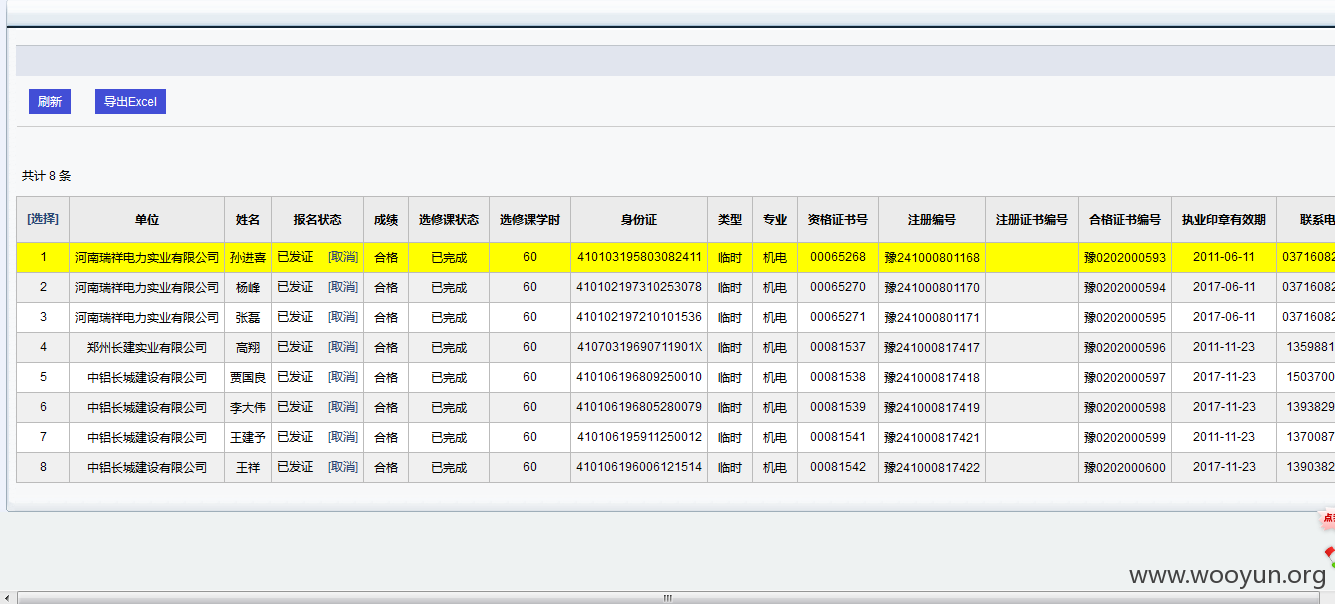 刷新 导出Excel
共计 8 条
[选择] 单位 姓名 报名状态 成绩 选修课状态 选修课学时 身份证 类型 专业 资格证书号 注册编号 注册证书编号 合格证书编号 执业印章有效期 联系电
1 河南瑞祥电力实业有限公司 孙进喜 已发证 [取消] 合格 已完成 60 410103195803082411 临时 机电 00065268 豫241000801168 豫0202000593 2011-06-11 03716082
2 河南瑞祥电力实业有限公司 杨峰 已发证 [取消] 合格 已完成 60 410102197310253078 临时 机电 00065270 豫241000801170 豫0202000594 2017-06-11 03716082
3 河南瑞祥电力实业有限公司 张磊 已发证 [取消] 合格 已完成 60 410102197210101536 临时 机电 00065271 豫241000801171 豫0202000595 2017-06-11 03716082
4 郑州长建实业有限公司 高翔 已发证 [取消] 合格 已完成 60 41070319690711901X 临时 机电 00081537 豫241000817417 豫0202000596 2011-11-23 1359881
5 中铝长城建设有限公司 贾国良 已发证 [取消] 合格 已完成 60 410106196809250010 临时 机电 00081538 豫241000817418 豫0202000597 2017-11-23 1503700
6 中铝长城建设有限公司 李大伟 已发证 [取消] 合格 已完成 60 410106196805280079 临时 机电 00081539 豫241000817419 豫0202000598 2017-11-23 1393829
7 中铝长城建设有限公司 王建予 已发证 [取消] 合格 已完成 60 410106195911250012 临时 机电 00081541 豫241000817421 豫0202000599 2011-11-23 1370087
8 中铝长城建设有限公司 王祥 已发证 [取消] 合格 已完成 60 410106196006121514 临时 机电 00081542 豫241000817422 豫0202000600 2017-11-23 1390382
www.wooyun.org